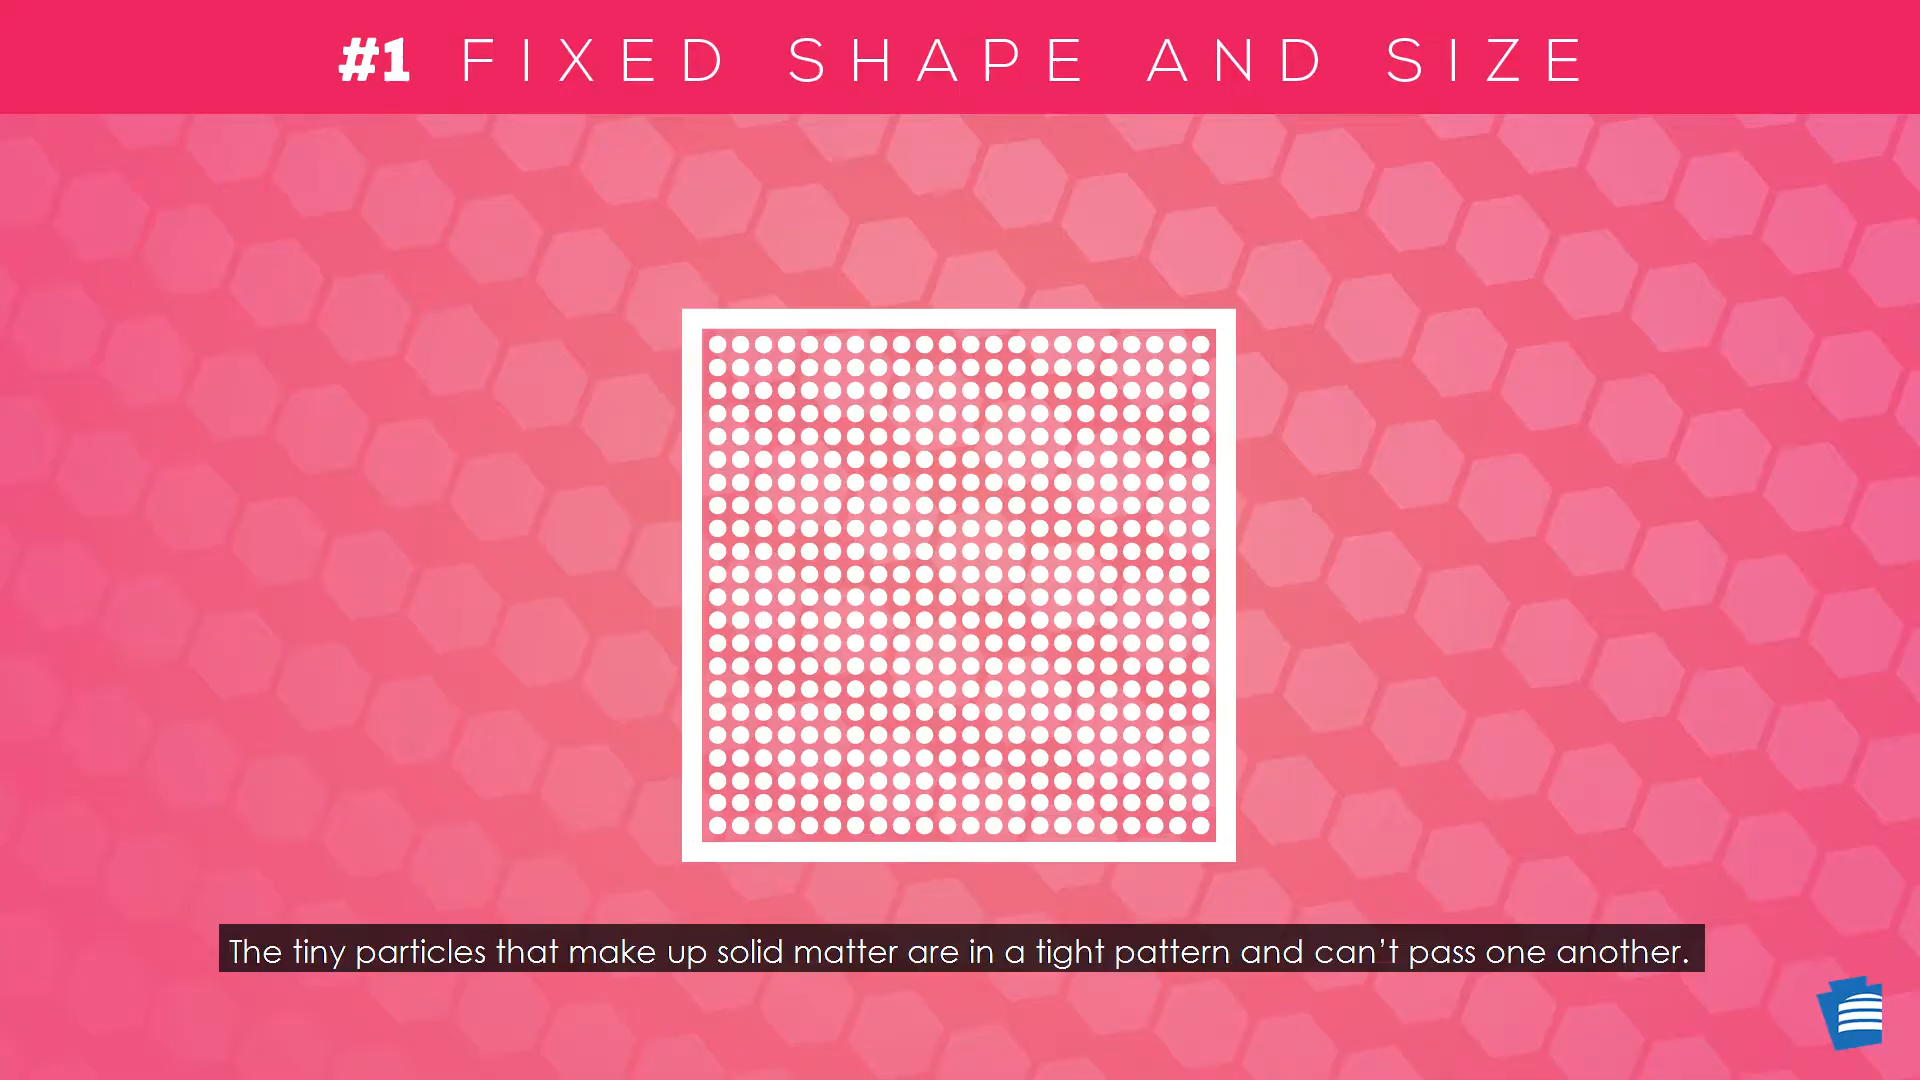 #1 FIXED SHAPE AND SIZE
The tiny particles that make up solid matter are in a tight pattern and can’t pass one another.